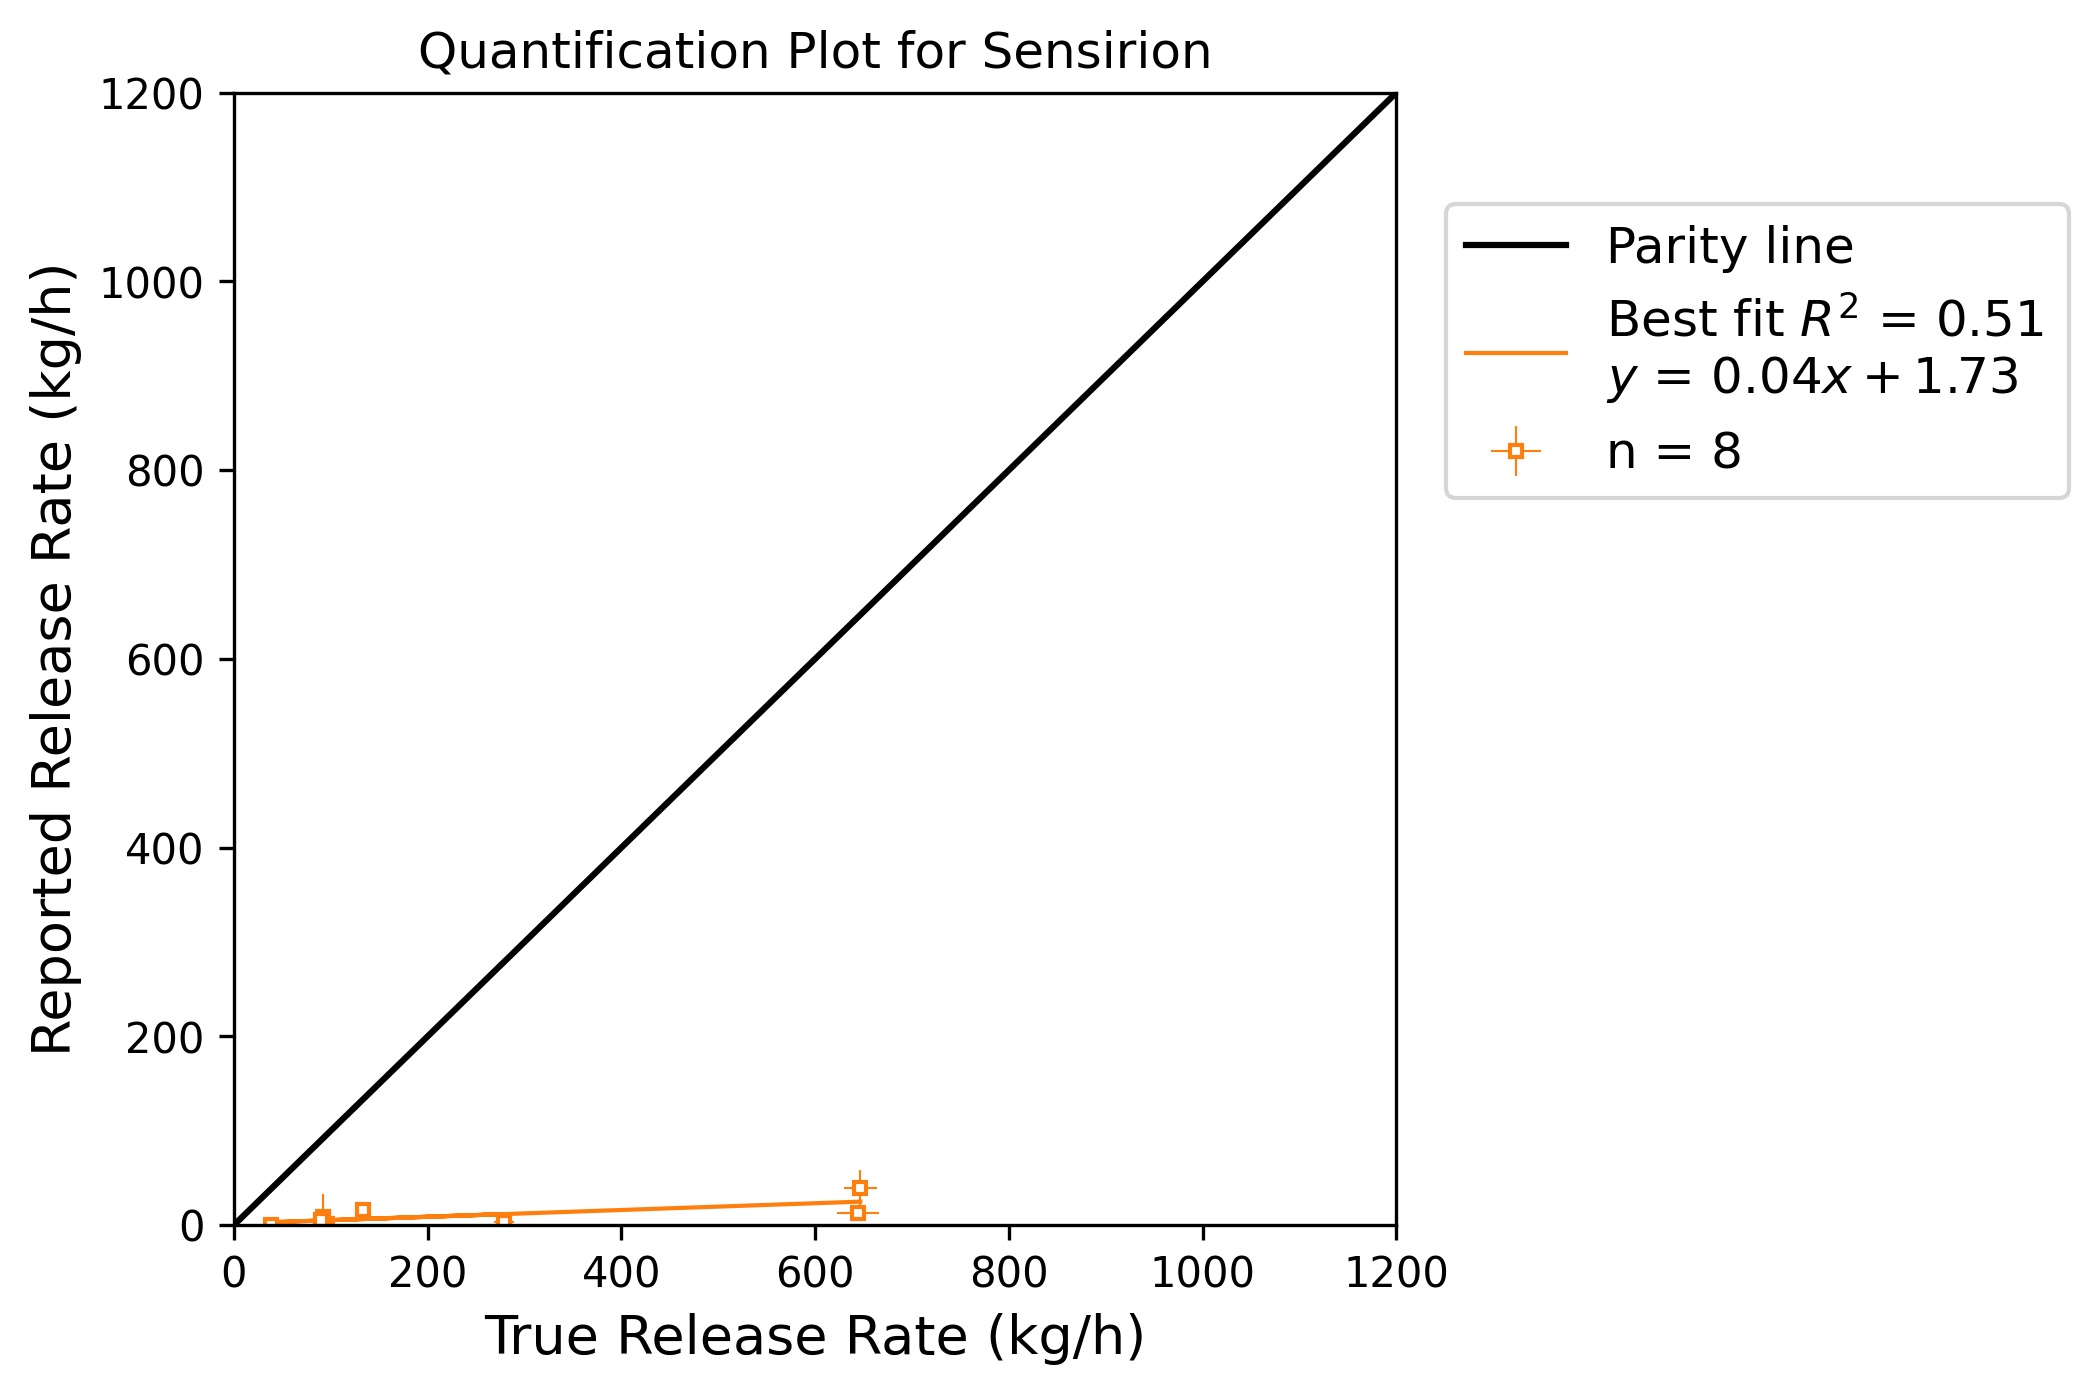 Quantification Plot for Sensirion
1200
1000
800
600
400
200
0
Reported Release Rate (kg/h)
0 200 400 600 800 1000 1200
True Release Rate (kg/h)
Parity line
Best fit R² = 0.51
y = 0.04x + 1.73
n = 8